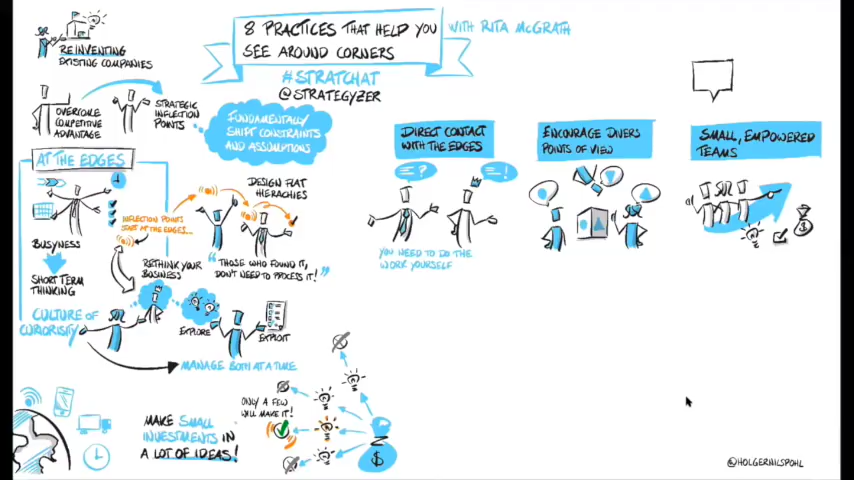 8 PRACTICES THAT HELP YOU
SEE AROUND CORNERS
WITH RITA McGRATH
#STRATCHAT
@STRATEGYZER
REINVENTING
EXISTING COMPANIES
OVERCOME
COMPETITIVE
ADVANTAGE
STRATEGIC
INFLECTION
POINTS
FUNDAMENTALLY
SHIFT CONSTRAINTS
AND ASSUMPTIONS
AT THE EDGES
BUSYNESS
SHORT TERM
THINKING
INFLECTION POINTS
START AT THE EDGES...
DESIGN FLAT
HIERACHIES
"THOSE WHO FOUND IT,
DON'T NEED TO PROCESS IT!"
RETHINK YOUR
BUSINESS
CULTURE OF
CURIORISITY
EXPLORE
EXPLOIT
MANAGE BOTH AT A TIME
MAKE SMALL
INVESTMENTS IN
A LOT OF IDEAS!
ONLY A FEW
WILL MAKE IT!
$
DIRECT CONTACT
WITH THE EDGES
?
!
YOU NEED TO DO THE
WORK YOURSELF
ENCOURAGE DIVERS
POINTS OF VIEW
SMALL, EMPOWERED
TEAMS
$
@HOLGERNILSPOHL